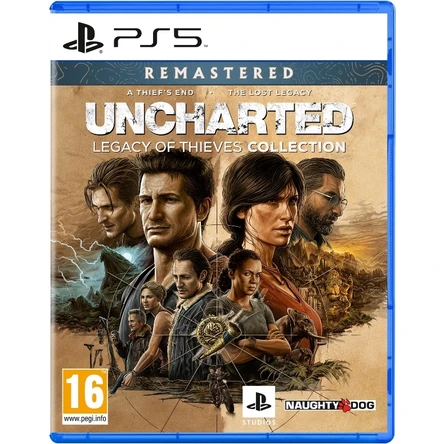 PS5
REMASTERED
A THIEF'S END / THE LOST LEGACY
UNCHARTED
LEGACY OF THIEVES COLLECTION
16
www.pegi.info
STUDIOS
NAUGHTY DOG